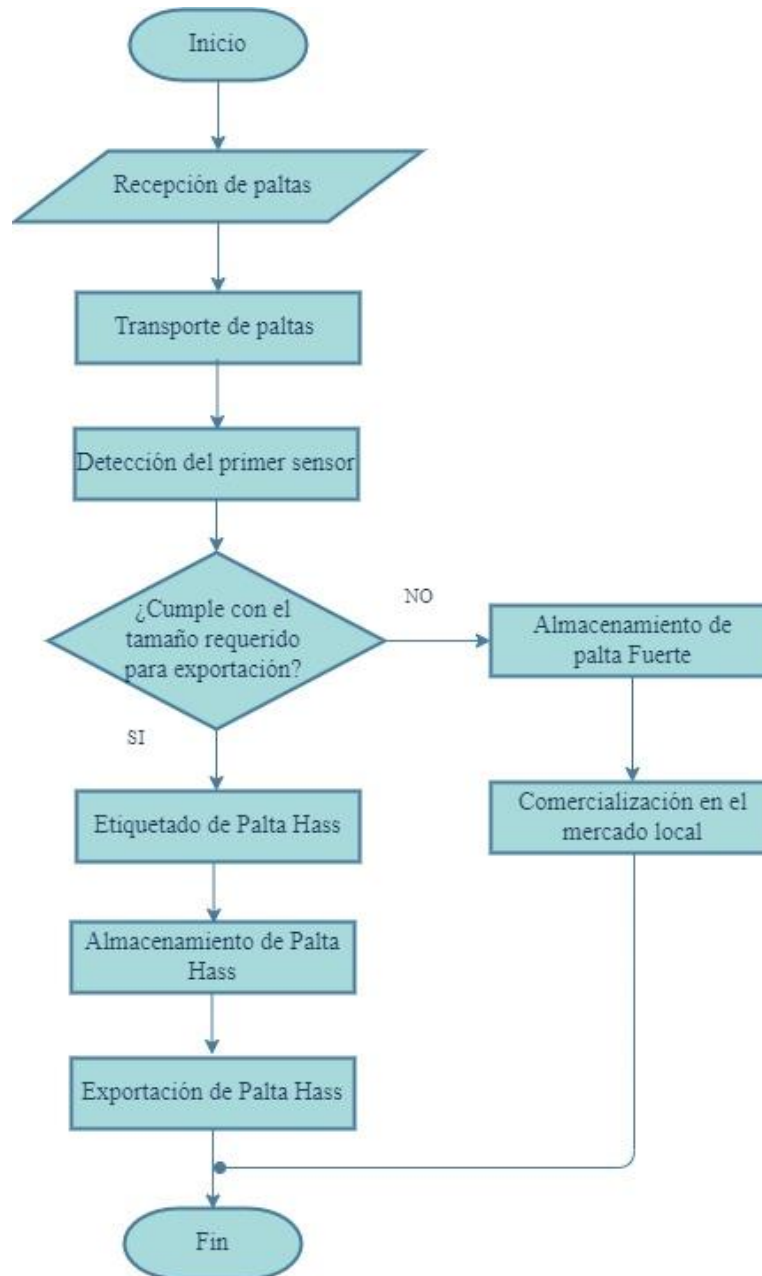 Inicio
Recepción de paltas
Transporte de paltas
Detección del primer sensor
¿Cumple con el
tamaño requerido
para exportación?
NO
Almacenamiento de
palta Fuerte
Comercialización en el
mercado local
SI
Etiquetado de Palta Hass
Almacenamiento de Palta
Hass
Exportación de Palta Hass
Fin